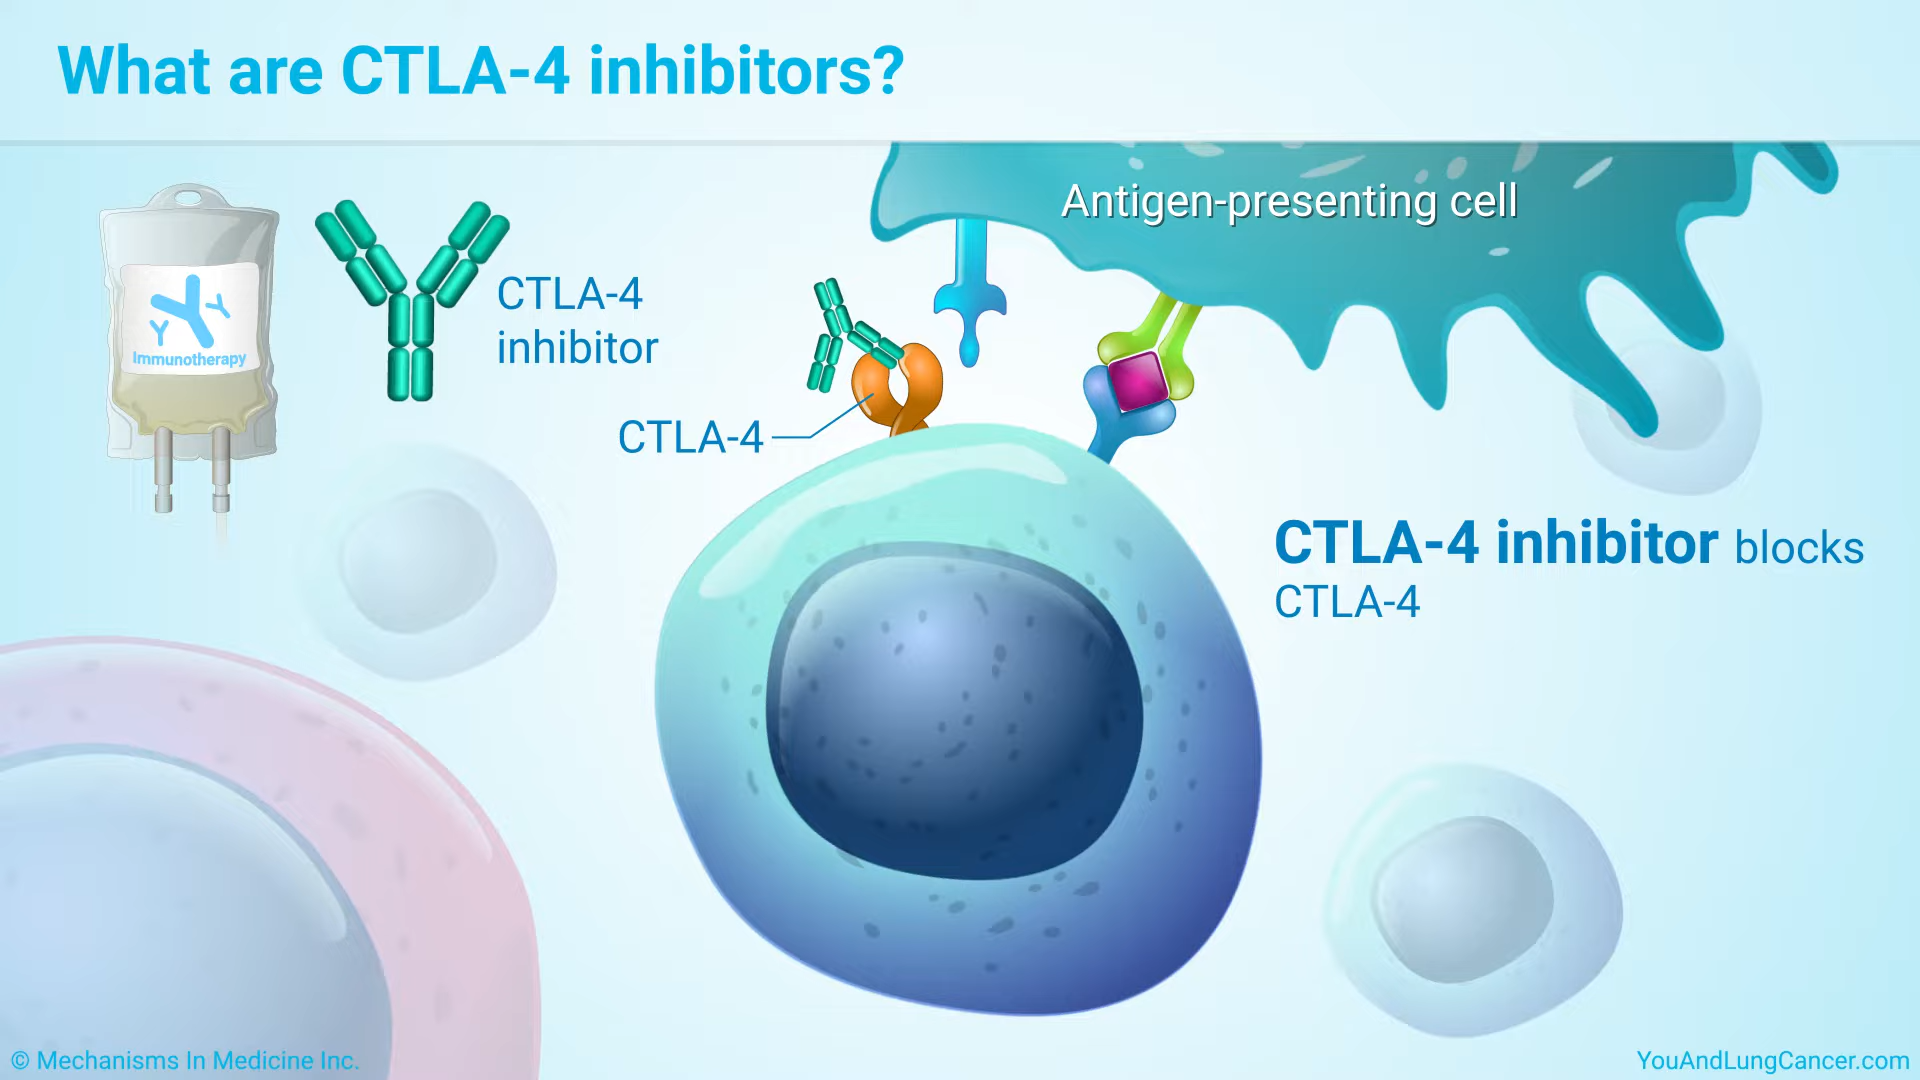 What are CTLA-4 inhibitors?
Antigen-presenting cell
CTLA-4
inhibitor
Immunotherapy
CTLA-4
CTLA-4 inhibitor blocks
CTLA-4
© Mechanisms In Medicine Inc.
YouAndLungCancer.com